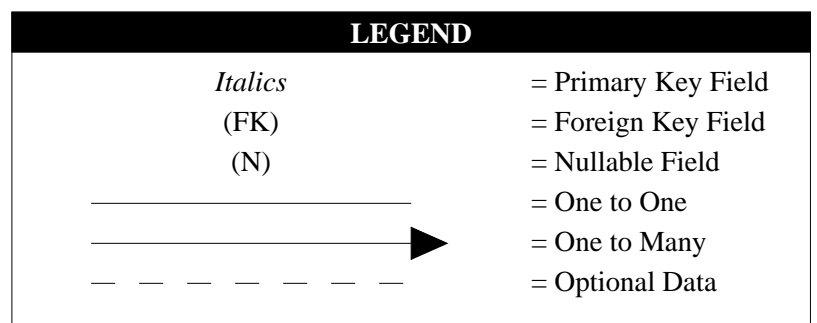 LEGEND
Italics = Primary Key Field
(FK) = Foreign Key Field
(N) = Nullable Field
= One to One
= One to Many
= Optional Data